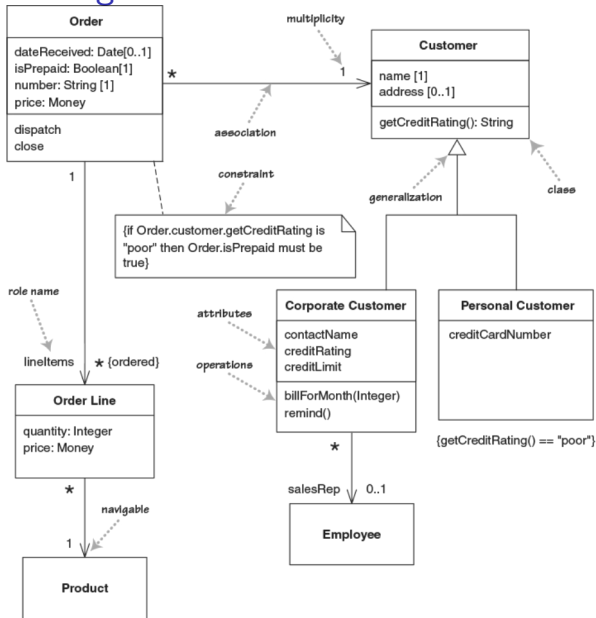 Order
dateReceived: Date[0..1]
isPrepaid: Boolean[1]
number: String [1]
price: Money
dispatch
close
*
1
multiplicity
association
Customer
name [1]
address [0..1]
getCreditRating(): String
class
generalization
constraint
{if Order.customer.getCreditRating is
"poor" then Order.isPrepaid must be
true}
1
role name
lineItems
* {ordered}
Order Line
quantity: Integer
price: Money
*
navigable
1
Product
attributes
operations
Corporate Customer
contactName
creditRating
creditLimit
billForMonth(Integer)
remind()
*
salesRep
0..1
Employee
Personal Customer
creditCardNumber
{getCreditRating() == "poor"}